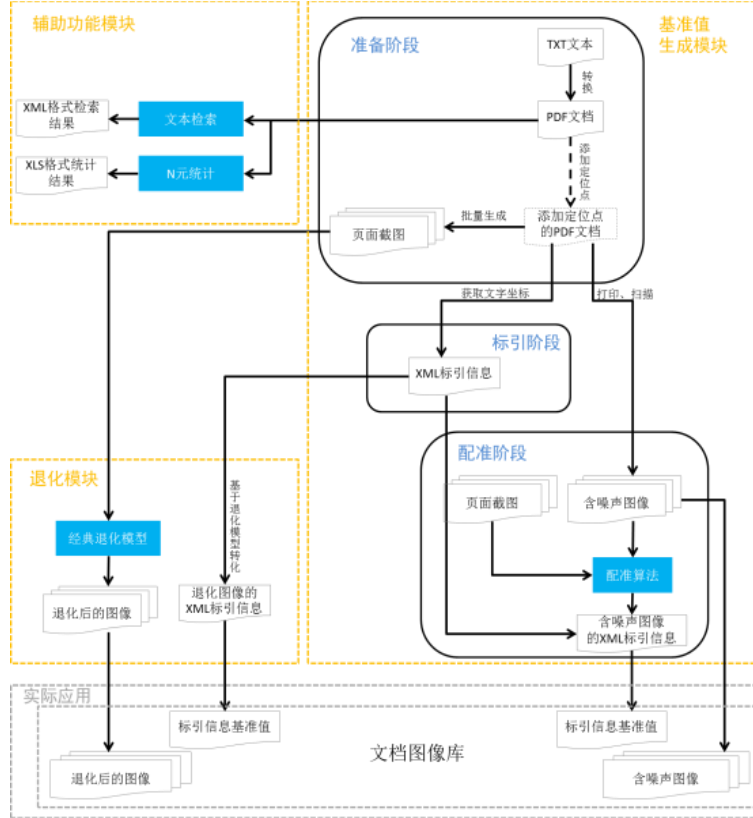 辅助功能模块
基准值
生成模块
准备阶段
TXT文本
转换
XML格式检索
结果
文本检索
PDF文档
XLS格式统计
结果
N元统计
添加定位点
页面截图
批量生成
添加定位点
的PDF文档
获取文字坐标
打印、扫描
标引阶段
XML标引信息
配准阶段
退化模块
基于退化模型转化
页面截图
含噪声图像
经典退化模型
配准算法
退化后的图像
退化图像的
XML标引信息
含噪声图像
的XML标引信息
实际应用
标引信息基准值
标引信息基准值
文档图像库
退化后的图像
含噪声图像